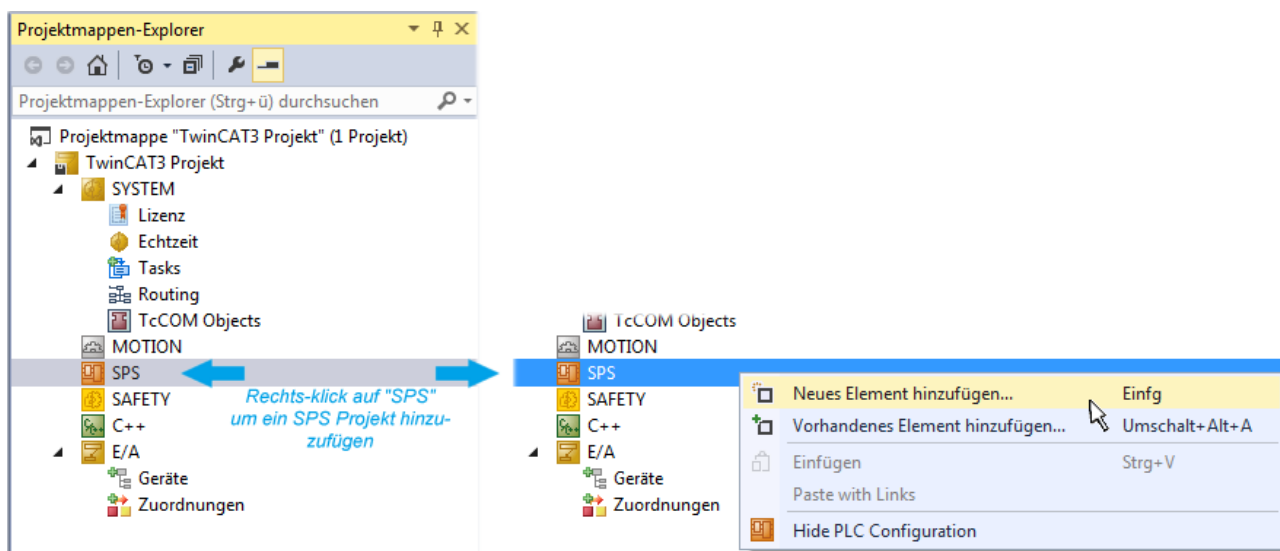 Projektmappen-Explorer
Projektmappen-Explorer (Strg+ü) durchsuchen
Projektmappe "TwinCAT3 Projekt" (1 Projekt)
TwinCAT3 Projekt
SYSTEM
Lizenz
Echtzeit
Tasks
Routing
TcCOM Objects
MOTION
SPS
SAFETY
C++
E/A
Geräte
Zuordnungen
Rechts-klick auf "SPS"
um ein SPS Projekt hinzu-
zufügen
TcCOM Objects
MOTION
SPS
SAFETY
C++
E/A
Geräte
Zuordnungen
Neues Element hinzufügen... Einfg
Vorhandenes Element hinzufügen... Umschalt+Alt+A
Einfügen Strg+V
Paste with Links
Hide PLC Configuration